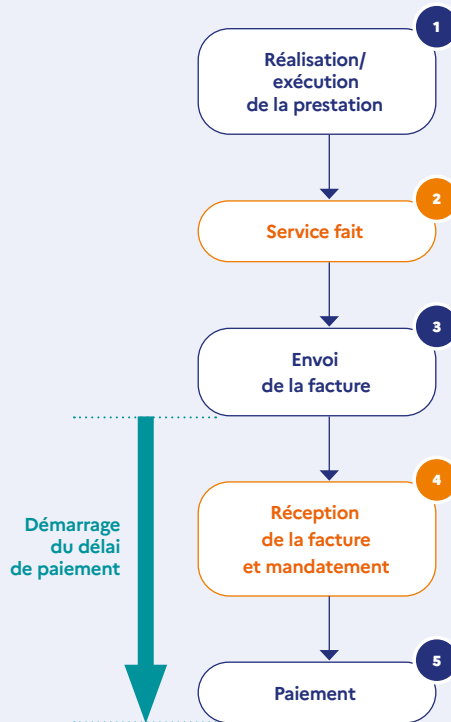 1
Réalisation/
exécution
de la prestation
2
Service fait
3
Envoi
de la facture
4
Réception
de la facture
et mandatement
Démarrage
du délai
de paiement
5
Paiement